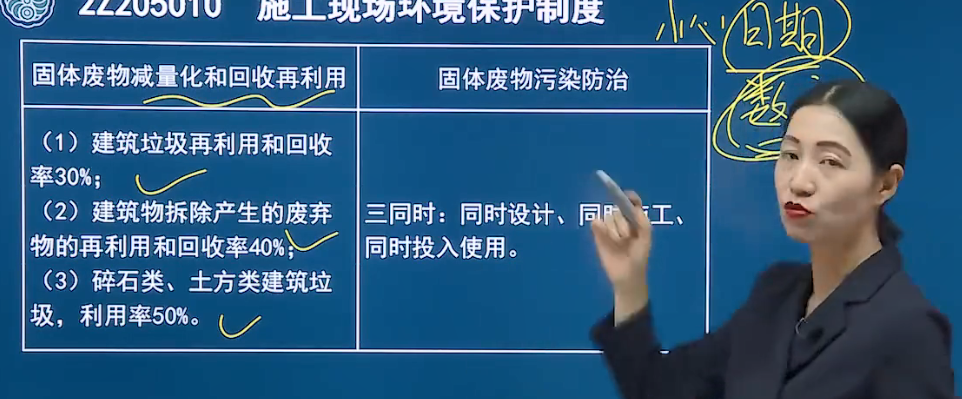 2Z205010 施工现场环境保护制度
小心
日期
数
固体废物减量化和回收再利用
固体废物污染防治
（1）建筑垃圾再利用和回收
率30%；
（2）建筑物拆除产生的废弃
物的再利用和回收率40%；
（3）碎石类、土方类建筑垃
圾，利用率50%。
三同时：同时设计、同时施工、
同时投入使用。